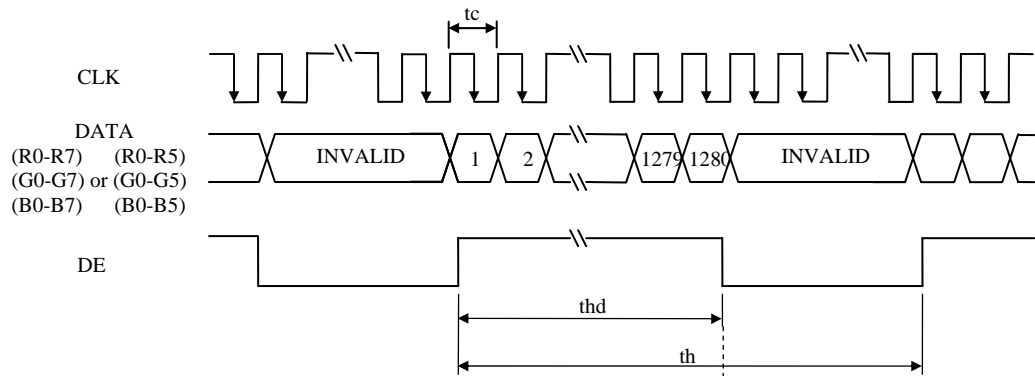 tc
CLK
DATA
(R0-R7) (R0-R5)
(G0-G7) or (G0-G5)
(B0-B7) (B0-B5)
INVALID 1 2 1279 1280 INVALID
DE
thd
th